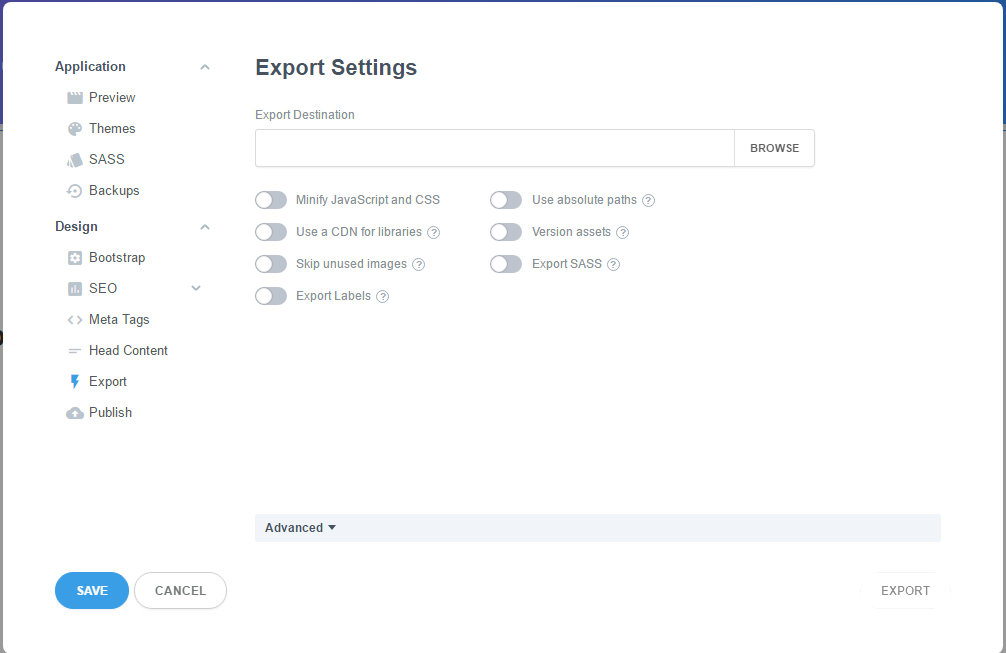 Application
Preview
Themes
SASS
Backups
Design
Bootstrap
SEO
Meta Tags
Head Content
Export
Publish
Export Settings
Export Destination
BROWSE
Minify JavaScript and CSS
Use absolute paths ?
Use a CDN for libraries ?
Version assets ?
Skip unused images ?
Export SASS ?
Export Labels ?
Advanced
SAVE
CANCEL
EXPORT